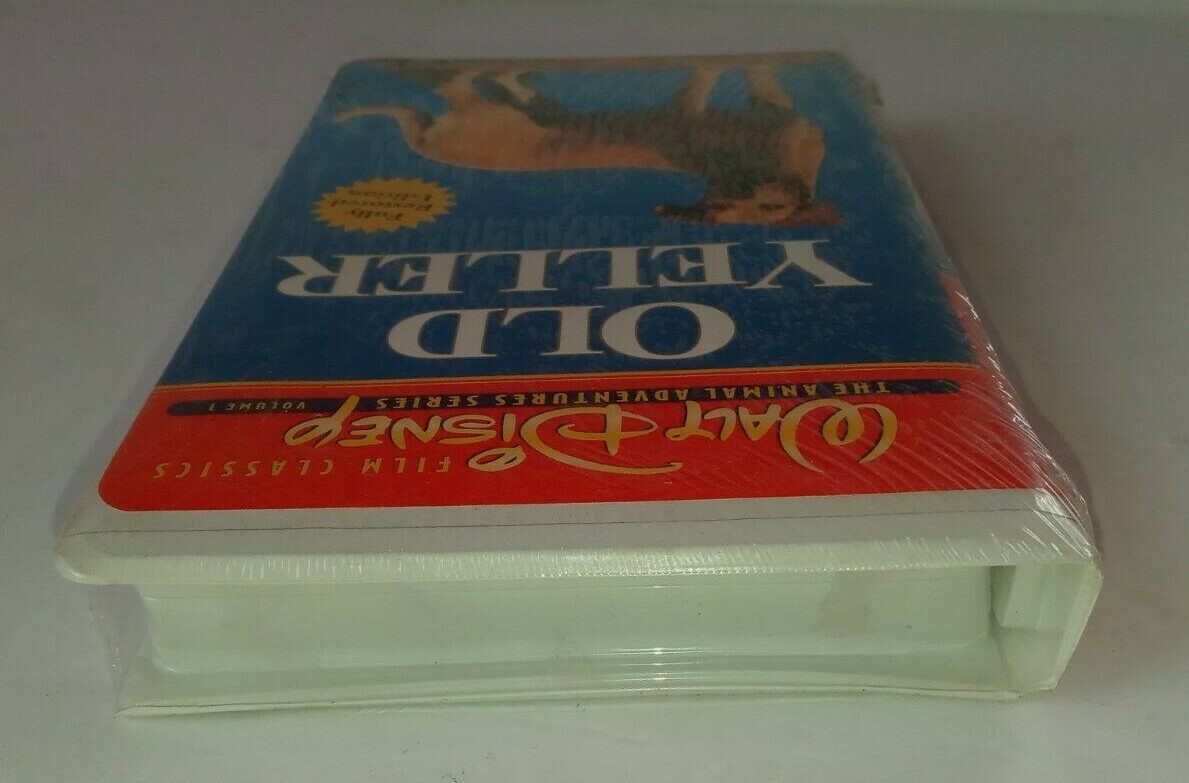 WALT DISNEY
FILM CLASSICS
THE ANIMAL ADVENTURES SERIES
VOLUME 1
OLD
YELLER
Fully
Restored
Edition